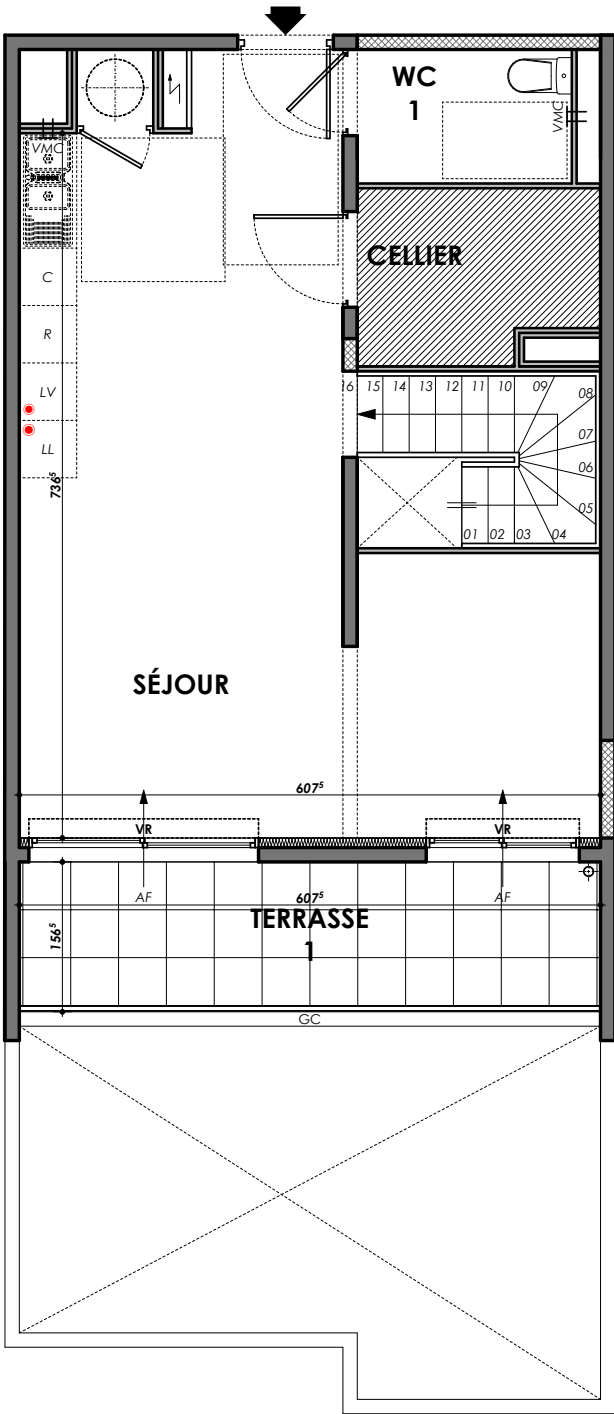 WC
1
VMC
VMC
CELLIER
C
R
LV
LL
16 15 14 13 12 11 10 09
08
07
06
05
01 02 03 04
736⁵
SÉJOUR
607⁵
VR VR
AF AF
607⁵
TERRASSE
1
156⁵
GC